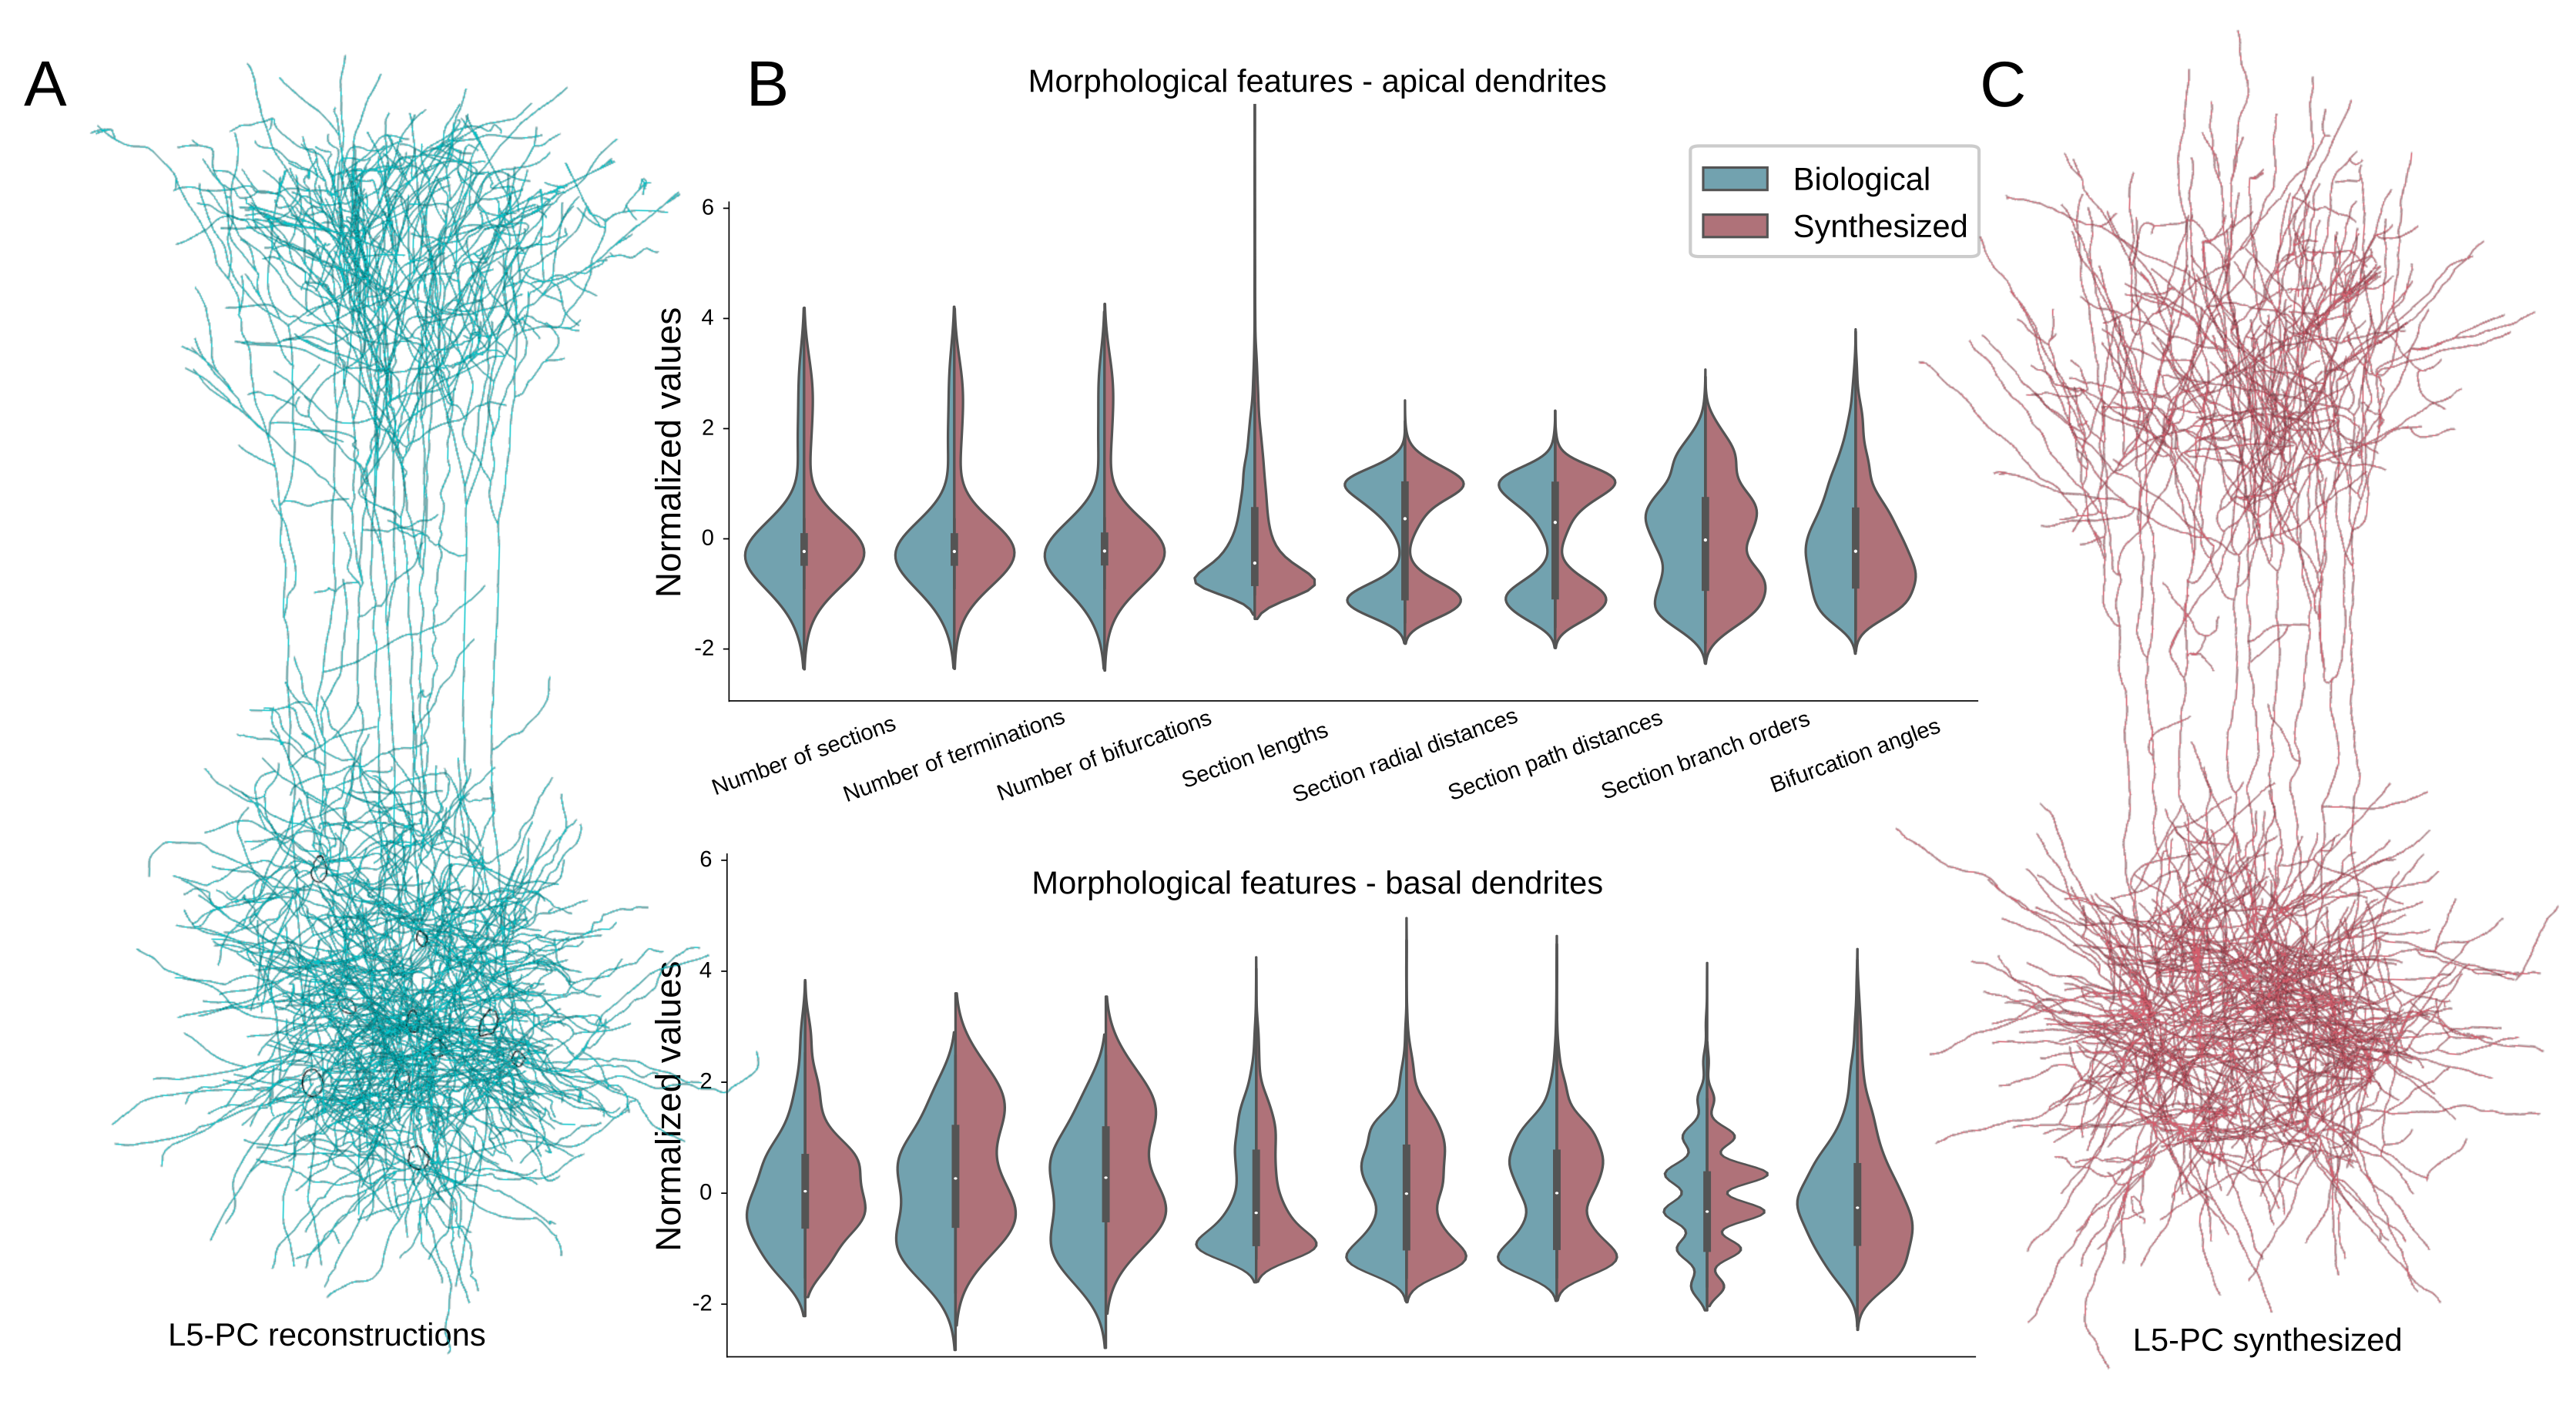 A
B
C
Morphological features - apical dendrites
Biological
Synthesized
Normalized values
6
4
2
0
-2
Number of sections
Number of terminations
Number of bifurcations
Section lengths
Section radial distances
Section path distances
Section branch orders
Bifurcation angles
Morphological features - basal dendrites
Normalized values
6
4
2
0
-2
L5-PC reconstructions
L5-PC synthesized